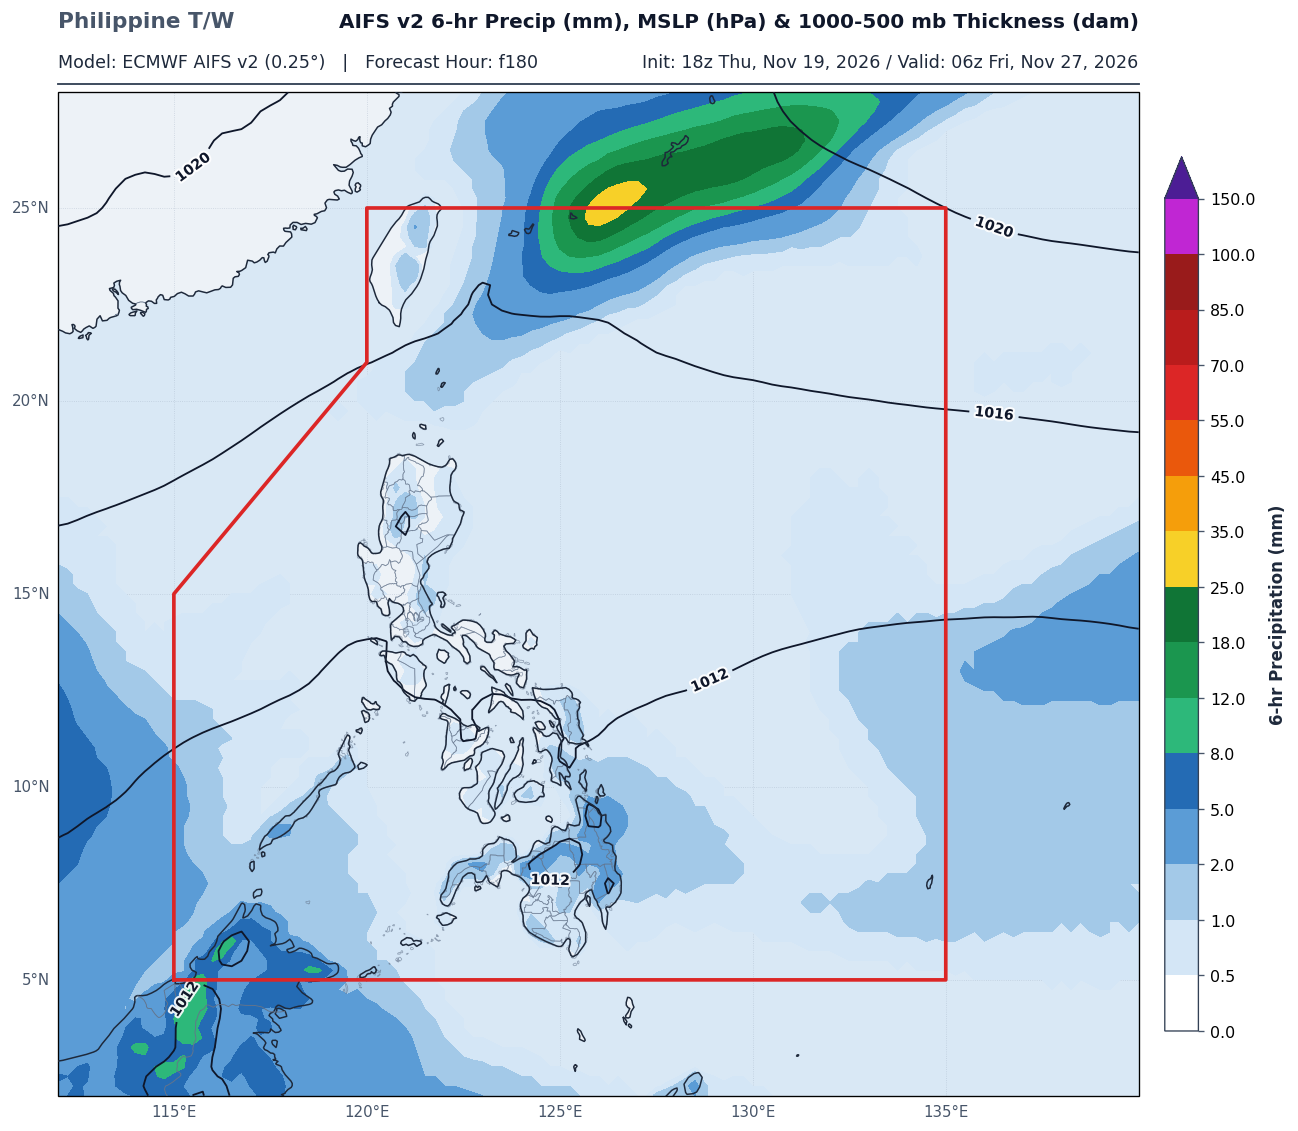 Philippine T/W
AIFS v2 6-hr Precip (mm), MSLP (hPa) & 1000-500 mb Thickness (dam)
Model: ECMWF AIFS v2 (0.25°) | Forecast Hour: f180
Init: 18z Thu, Nov 19, 2026 / Valid: 06z Fri, Nov 27, 2026
1020
1020
1016
1012
1012
1012
25°N
20°N
15°N
10°N
5°N
115°E
120°E
125°E
130°E
135°E
150.0
100.0
85.0
70.0
55.0
45.0
35.0
25.0
18.0
12.0
8.0
5.0
2.0
1.0
0.5
0.0
6-hr Precipitation (mm)